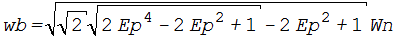 wb=√(√2 √(2 Ep⁴ − 2 Ep² + 1) − 2 Ep² + 1) Wn